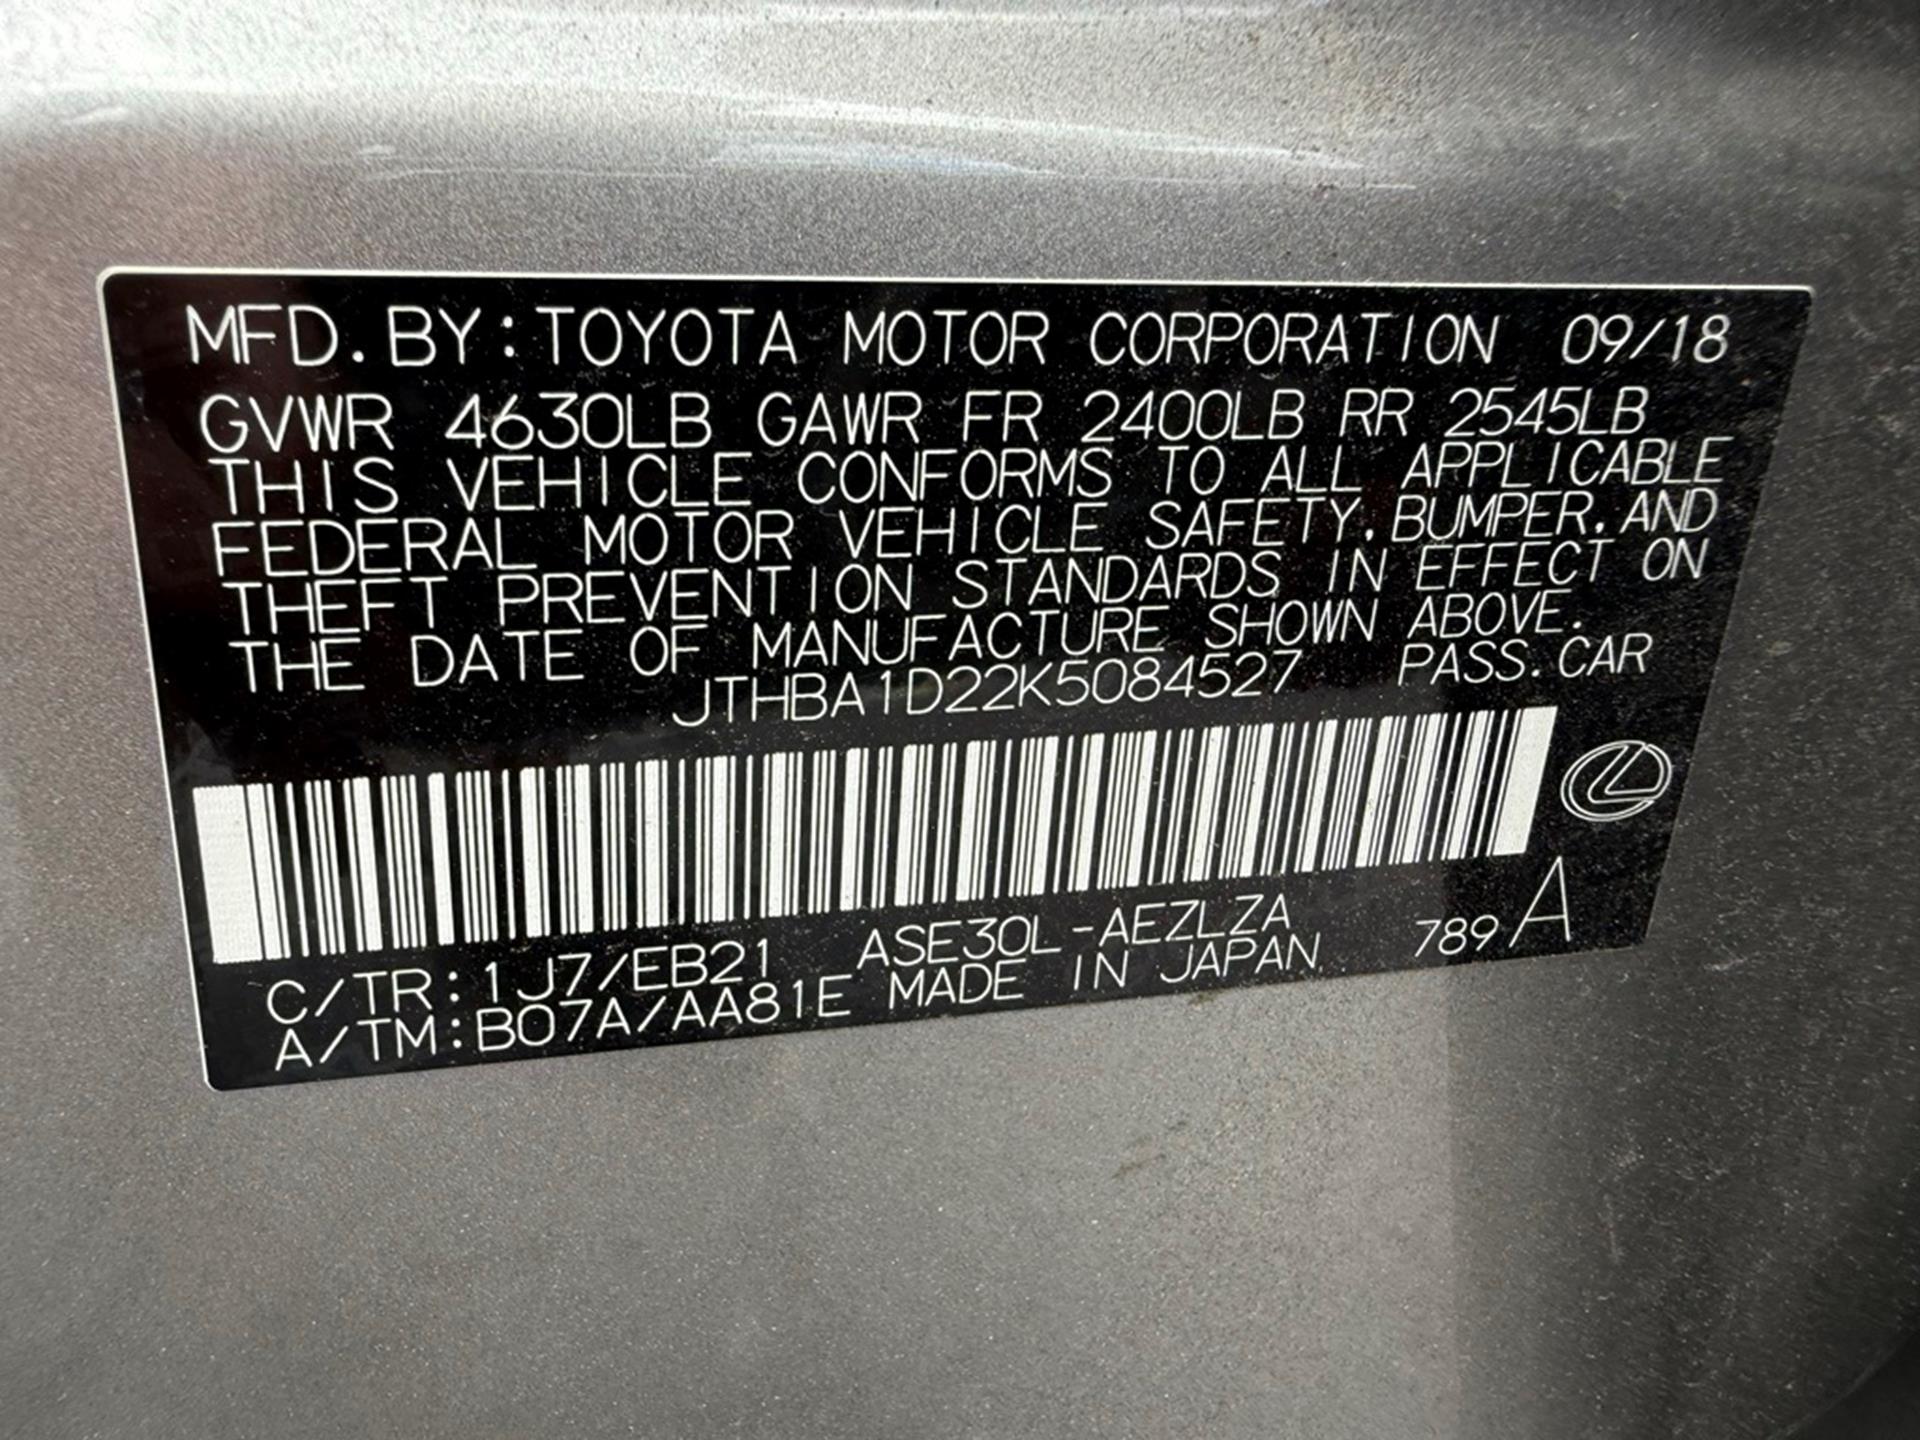 MFD. BY: TOYOTA MOTOR CORPORATION 09/18
GVWR 4630LB GAWR FR 2400LB RR 2545LB
THIS VEHICLE CONFORMS TO ALL APPLICABLE
FEDERAL MOTOR VEHICLE SAFETY, BUMPER, AND
THEFT PREVENTION STANDARDS IN EFFECT ON
THE DATE OF MANUFACTURE SHOWN ABOVE.
JTHBA1D22K5084527 PASS. CAR
C/TR: 1J7/EB21 ASE30L-AEZLZA 789 A
A/TM: B07A/AA81E MADE IN JAPAN